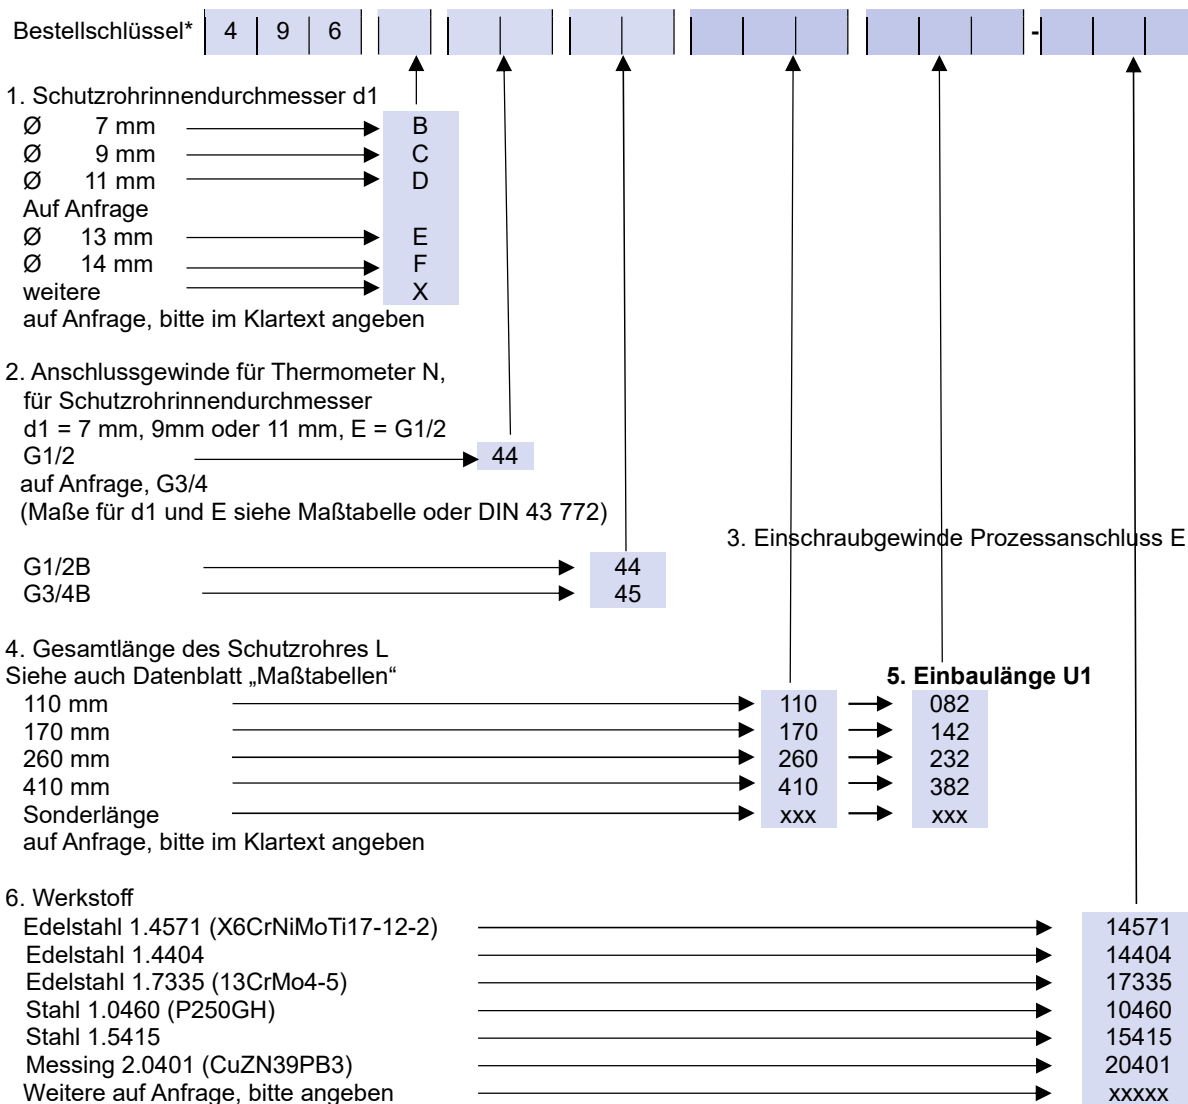 Bestellschlüssel* 4 9 6 -
1. Schutzrohrinnendurchmesser d1
Ø 7 mm B
Ø 9 mm C
Ø 11 mm D
Auf Anfrage
Ø 13 mm E
Ø 14 mm F
weitere X
auf Anfrage, bitte im Klartext angeben
2. Anschlussgewinde für Thermometer N,
für Schutzrohrinnendurchmesser
d1 = 7 mm, 9mm oder 11 mm, E = G1/2
G1/2 44
auf Anfrage, G3/4
(Maße für d1 und E siehe Maßtabelle oder DIN 43 772)
3. Einschraubgewinde Prozessanschluss E
G1/2B 44
G3/4B 45
4. Gesamtlänge des Schutzrohres L
Siehe auch Datenblatt „Maßtabellen“ 5. Einbaulänge U1
110 mm 110 082
170 mm 170 142
260 mm 260 232
410 mm 410 382
Sonderlänge xxx xxx
auf Anfrage, bitte im Klartext angeben
6. Werkstoff
Edelstahl 1.4571 (X6CrNiMoTi17-12-2) 14571
Edelstahl 1.4404 14404
Edelstahl 1.7335 (13CrMo4-5) 17335
Stahl 1.0460 (P250GH) 10460
Stahl 1.5415 15415
Messing 2.0401 (CuZN39PB3) 20401
Weitere auf Anfrage, bitte angeben xxxxx